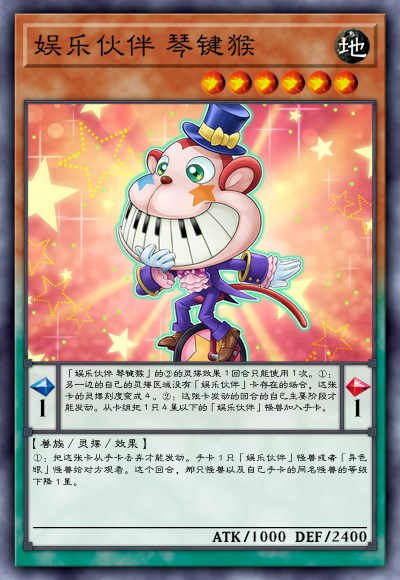 娱乐伙伴 琴键猴
地
「娱乐伙伴 琴键猴」的②的灵摆效果1回合只能使用1次。①：
另一边的自己的灵摆区域没有「娱乐伙伴」卡存在的场合，这张
卡的灵摆刻度变成4。②：这张卡发动的回合的自己主要阶段才
能发动。从卡组把1只4星以下的「娱乐伙伴」怪兽加入手卡。
1
1
【兽族／灵摆／效果】
①：把这张卡从手卡丢弃才能发动。手卡1只「娱乐伙伴」怪兽或者「异色
眼」怪兽给对方观看。这个回合，那只怪兽以及自己手卡的同名怪兽的等级
下降1星。
ATK/1000 DEF/2400